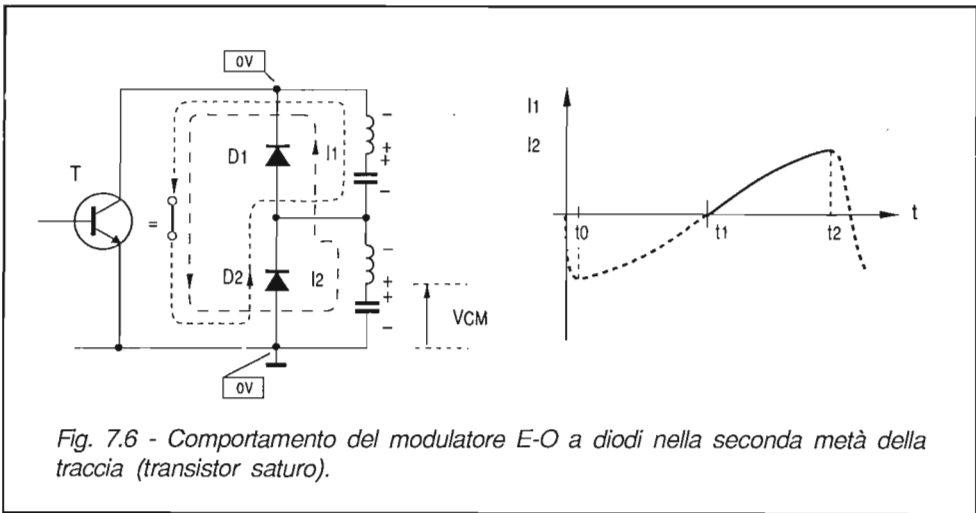 0V
T
D1
I1
=
D2
I2
VCM
0V
- 
+
+
-
-
+
+
-
I1
I2
t0
t1
t2
t
Fig. 7.6 - Comportamento del modulatore E-O a diodi nella seconda metà della
traccia (transistor saturo).